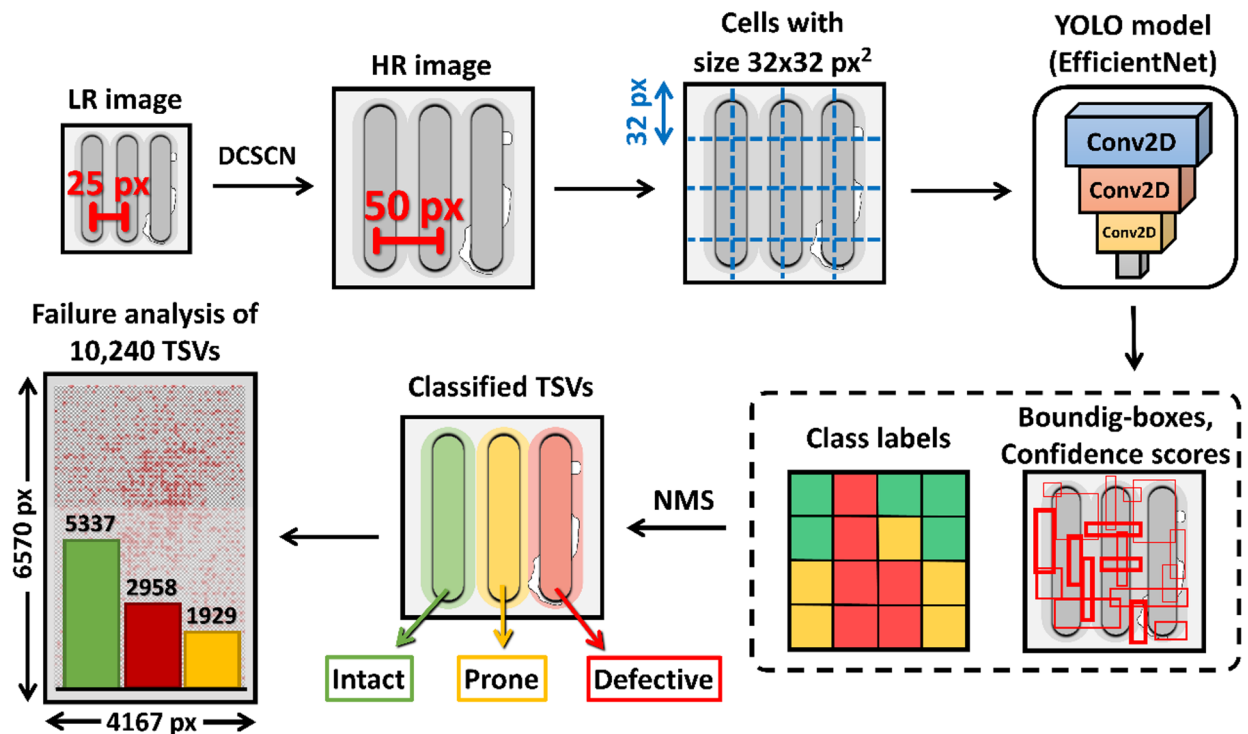 LR image
25 px
DCSCN
HR image
50 px
Cells with
size 32x32 px²
32 px
YOLO model
(EfficientNet)
Conv2D
Conv2D
Conv2D
Boundig-boxes,
Confidence scores
Class labels
NMS
Classified TSVs
Intact
Prone
Defective
Failure analysis of
10,240 TSVs
6570 px
5337
2958
1929
4167 px